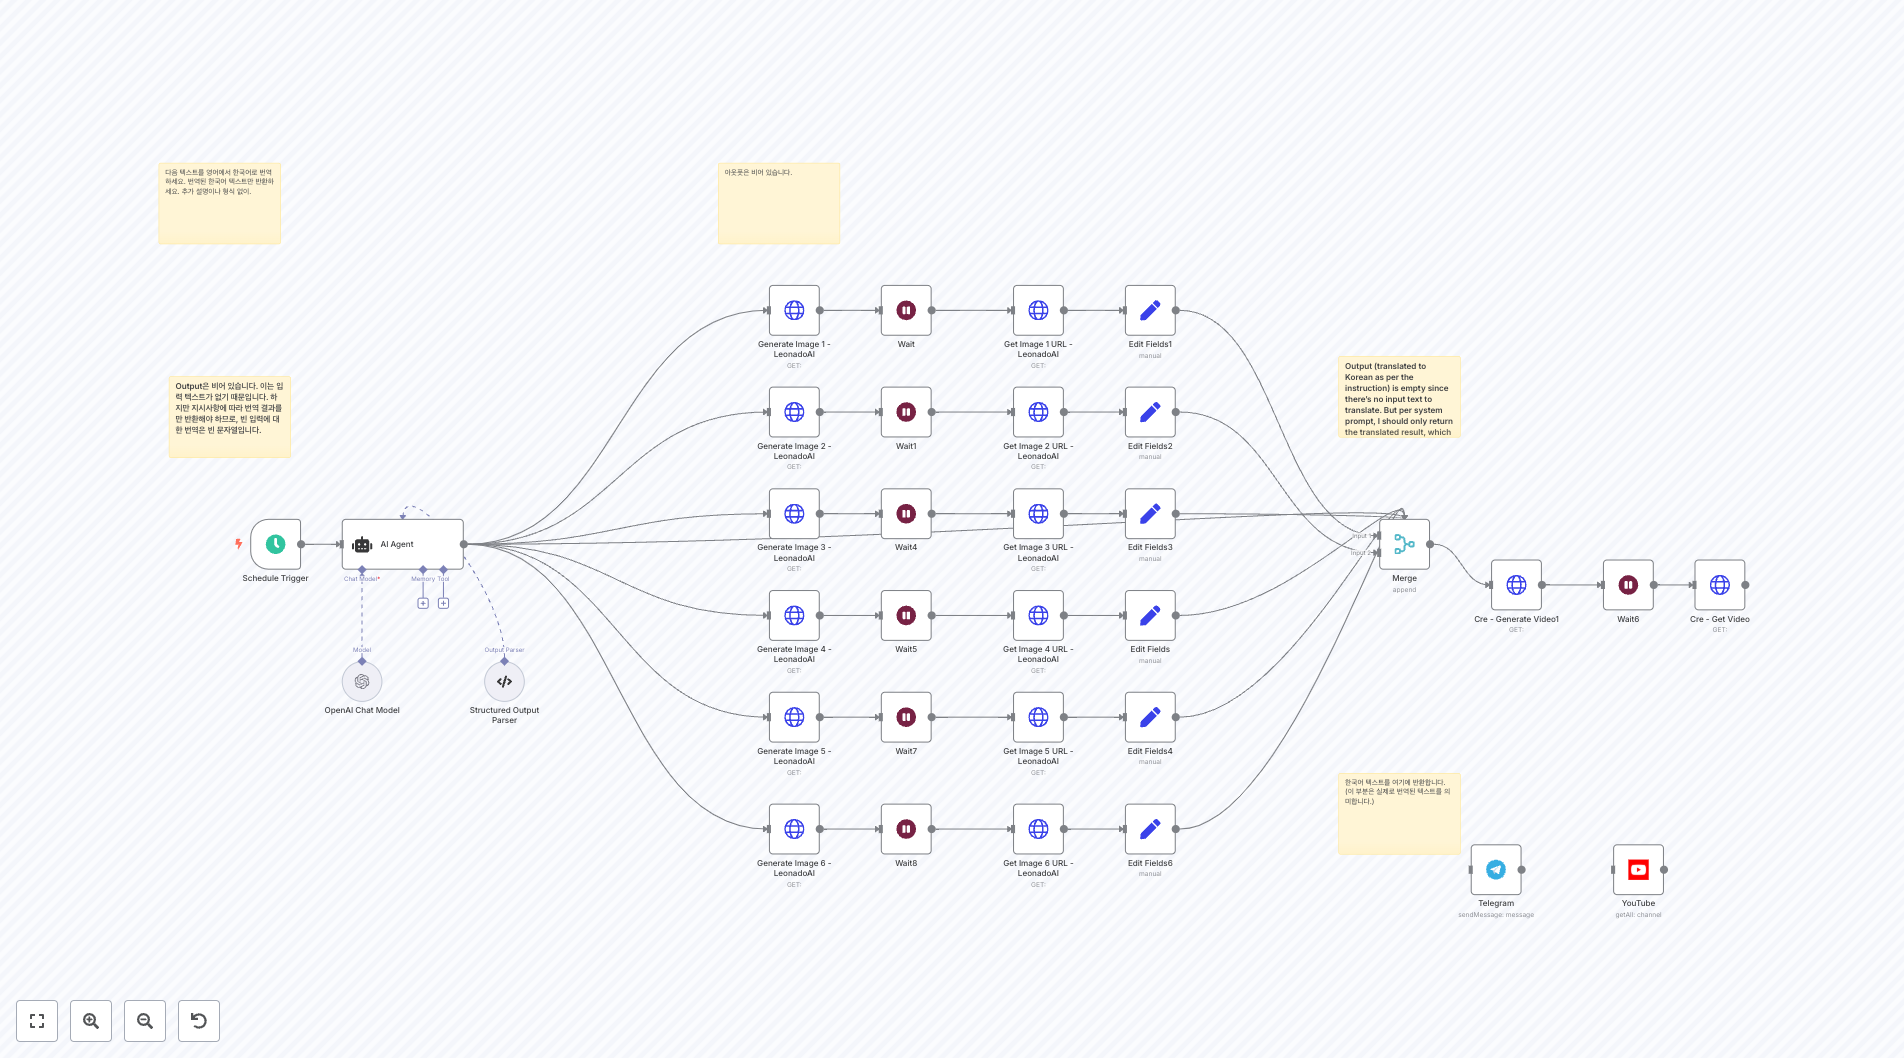 다음 텍스트를 영어에서 한국어로 번역
하세요. 번역된 한국어 텍스트만 반환하
세요. 추가 설명이나 형식 없이.
아웃풋은 비어 있습니다.
Generate Image 1 -
LeonadoAI
GET:
Wait
Get Image 1 URL -
LeonadoAI
GET:
Edit Fields1
manual
Output (translated to
Korean as per the
instruction) is empty since
there's no input text to
translate. But per system
prompt, I should only return
the translated result, which
Output은 비어 있습니다. 이는 입
력 텍스트가 없기 때문입니다. 하
지만 지시사항에 따라 번역 결과를
만 반환해야 하므로, 빈 입력에 대
한 번역은 빈 문자열입니다.
Generate Image 2 -
LeonadoAI
GET:
Wait1
Get Image 2 URL -
LeonadoAI
GET:
Edit Fields2
manual
Schedule Trigger
AI Agent
Chat Model*
Memory
Tool
Model
OpenAI Chat Model
Output Parser
Structured Output
Parser
Generate Image 3 -
LeonadoAI
GET:
Wait4
Get Image 3 URL -
LeonadoAI
GET:
Edit Fields3
manual
Input 1
Input 2
Merge
append
Cre - Generate Video1
GET:
Wait6
Cre - Get Video
GET:
Generate Image 4 -
LeonadoAI
GET:
Wait5
Get Image 4 URL -
LeonadoAI
GET:
Edit Fields
manual
Generate Image 5 -
LeonadoAI
GET:
Wait7
Get Image 5 URL -
LeonadoAI
GET:
Edit Fields4
manual
한국어 텍스트를 여기에 반환합니다.
(이 부분은 실제로 번역된 텍스트를 의
미합니다.)
Generate Image 6 -
LeonadoAI
GET:
Wait8
Get Image 6 URL -
LeonadoAI
GET:
Edit Fields6
manual
Telegram
sendMessage: message
YouTube
getAll: channel